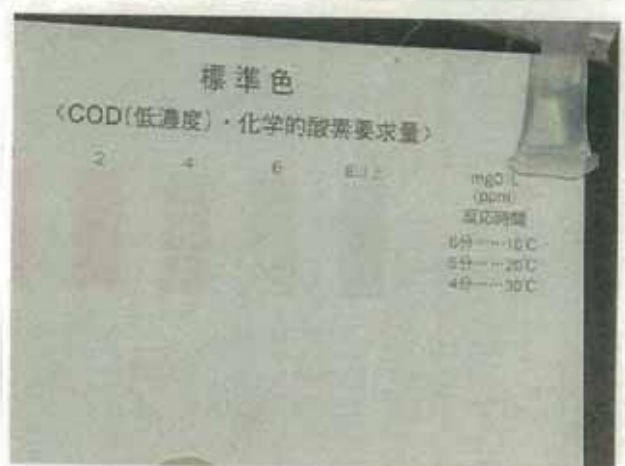 標準色
〈COD(低濃度)・化学的酸素要求量〉
2 4 6 8以上
mgO/L
(ppm)
反応時間
6分……10℃
5分……20℃
4分……30℃